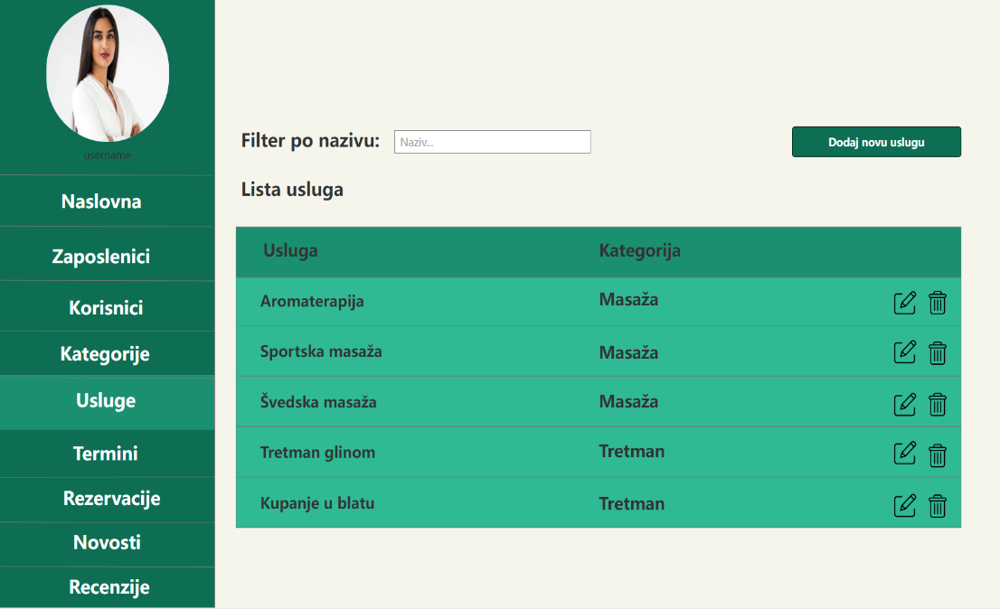 username
Naslovna
Zaposlenici
Korisnici
Kategorije
Usluge
Termini
Rezervacije
Novosti
Recenzije
Filter po nazivu: Naziv... Dodaj novu uslugu
Lista usluga
Usluga Kategorija
Aromaterapija Masaža
Sportska masaža Masaža
Švedska masaža Masaža
Tretman glinom Tretman
Kupanje u blatu Tretman